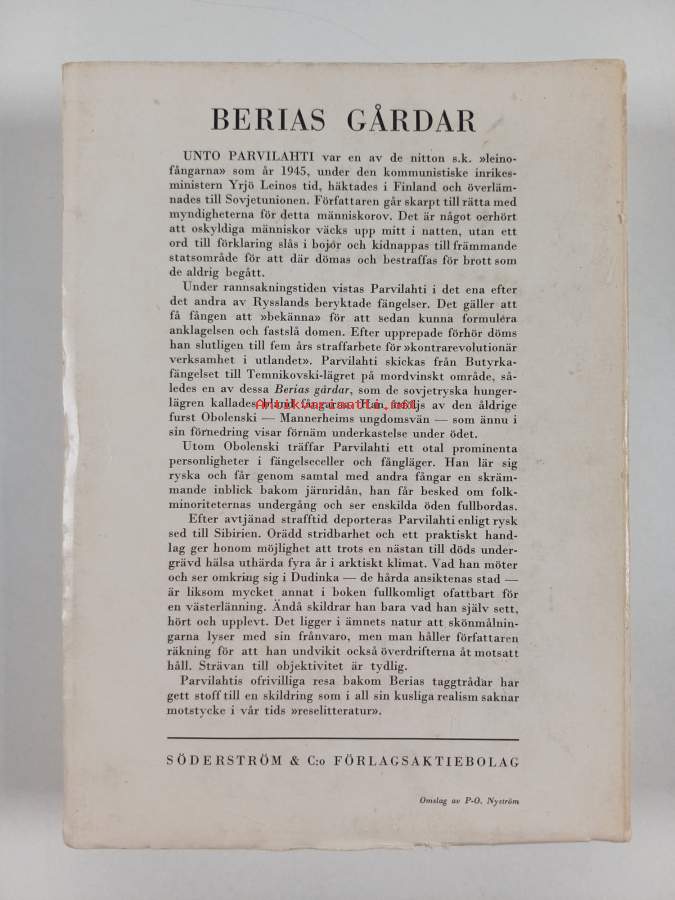 BERIAS GÅRDAR
UNTO PARVILAHTI var en av de nitton s.k. »leino-
fångarna» som år 1945, under den kommunistiske inrikes-
ministern Yrjö Leinos tid, häktades i Finland och överläm-
nades till Sovjetunionen. Författaren går skarpt till rätta med
myndigheterna för detta människorov. Det är något oerhört
att oskyldiga människor väcks upp mitt i natten, utan ett
ord till förklaring slås i bojor och kidnappas till främmande
statsområde för att där dömas och bestraffas för brott som
de aldrig begått.
Under rannsakningstiden vistas Parvilahti i det ena efter
det andra av Rysslands beryktade fängelser. Det gäller att
få fången att »bekänna» för att sedan kunna formulera
anklagelsen och fastslå domen. Efter upprepade förhör döms
han slutligen till fem års straffarbete för »kontrarevolutionär
verksamhet i utlandet». Parvilahti skickas från Butyrka-
fängelset till Temnikovski-lägret på mordvinskt område, så-
ledes en av dessa Berias gårdar, som de sovjetryska hunger-
lägren kallades bland fångarna. Han följs av den åldrige
Antikvariaatti.net
furst Obolenski — Mannerheims ungdomsvän — som ännu i
sin förnedring visar förnäm underkastelse under ödet.
Utom Obolenski träffar Parvilahti ett otal prominenta
personligheter i fängelseceller och fångläger. Han lär sig
ryska och får genom samtal med andra fångar en skräm-
mande inblick bakom järnridån, han får besked om folk-
minoriteternas undergång och ser enskilda öden fullbordas.
Efter avtjänad strafftid deporteras Parvilahti enligt rysk
sed till Sibirien. Orädd stridbarhet och ett praktiskt hand-
lag ger honom möjlighet att trots en nästan till döds under-
grävd hälsa uthärda fyra år i arktiskt klimat. Vad han möter
och ser omkring sig i Dudinka — de hårda ansiktenas stad —
är liksom mycket annat i boken fullkomligt ofattbart för
en västerlänning. Ändå skildrar han bara vad han själv sett,
hört och upplevt. Det ligger i ämnets natur att skönmålnin-
garna lyser med sin frånvaro, men man håller författaren
räkning för att han undvikit också överdrifterna åt motsatt
håll. Strävan till objektivitet är tydlig.
Parvilahtis ofrivilliga resa bakom Berias taggtrådar har
gett stoff till en skildring som i all sin kusliga realism saknar
motstycke i vår tids »reselitteratur».
SÖDERSTRÖM & C:o FÖRLAGSAKTIEBOLAG
Omslag av P-O. Nyström